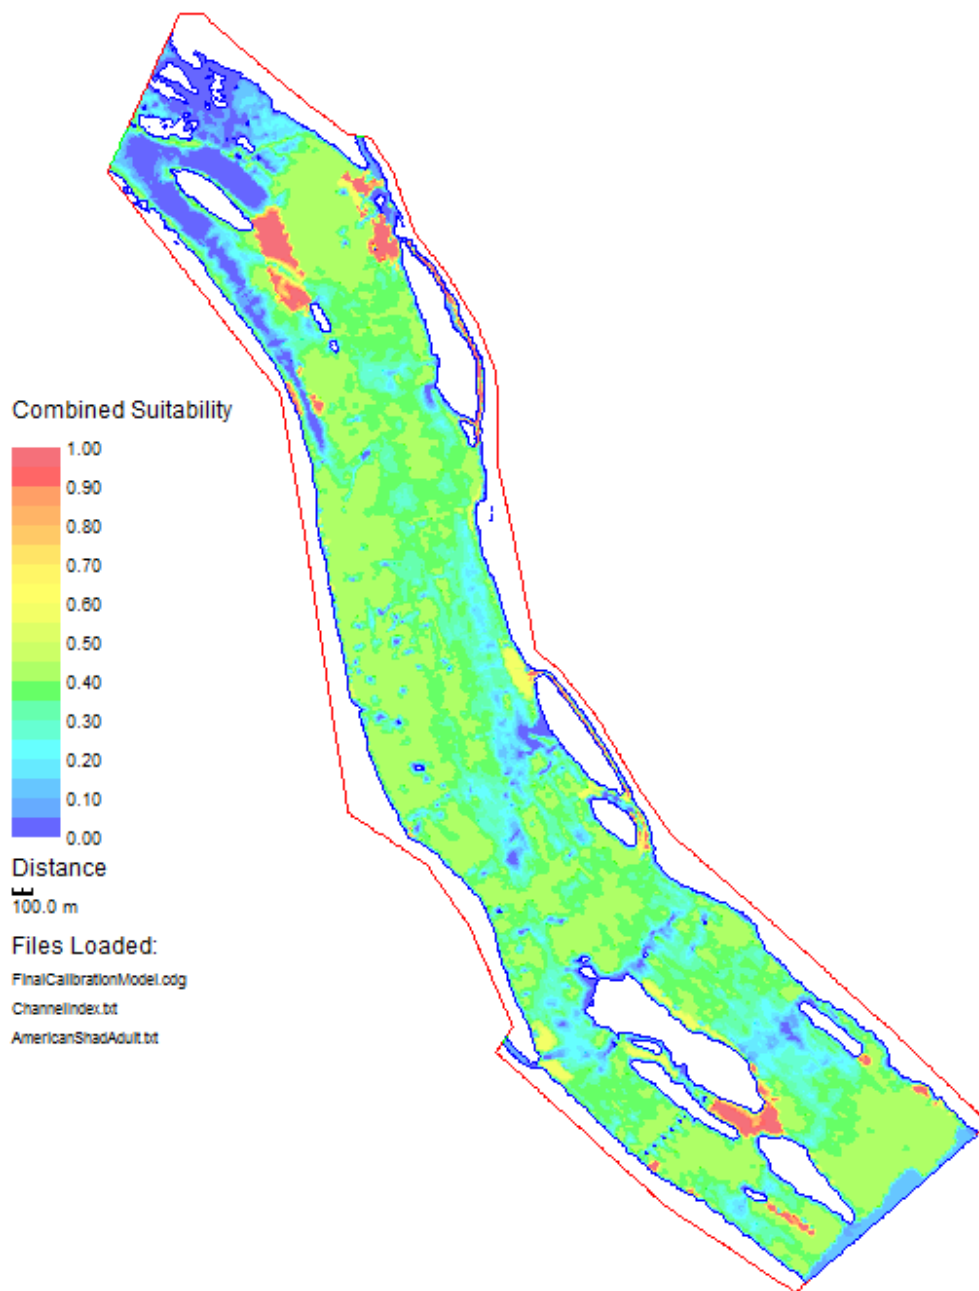 Combined Suitability
1.00
0.90
0.80
0.70
0.60
0.50
0.40
0.30
0.20
0.10
0.00
Distance
100.0 m
Files Loaded:
FinalCalibrationModel.cdg
ChannelIndex.txt
AmericanShadAdult.txt